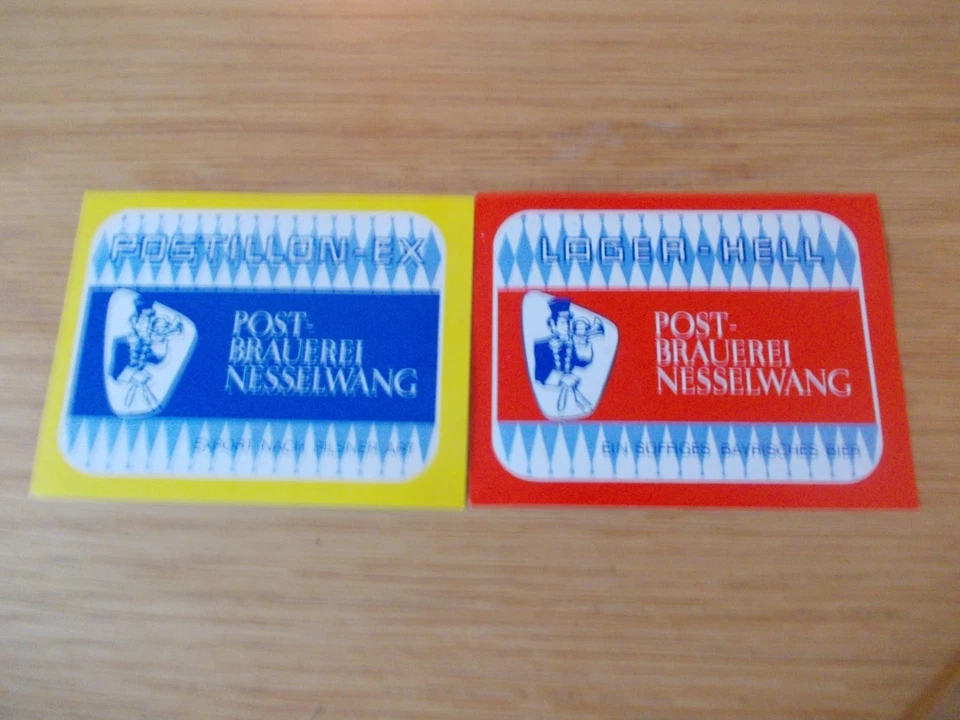 POSTILLON-EX
POST-
BRAUEREI
NESSELWANG
EXPORT NACH PILSNER ART
LAGER-HELL
POST-
BRAUEREI
NESSELWANG
EIN SÜFFIGES BAYRISCHES BIER